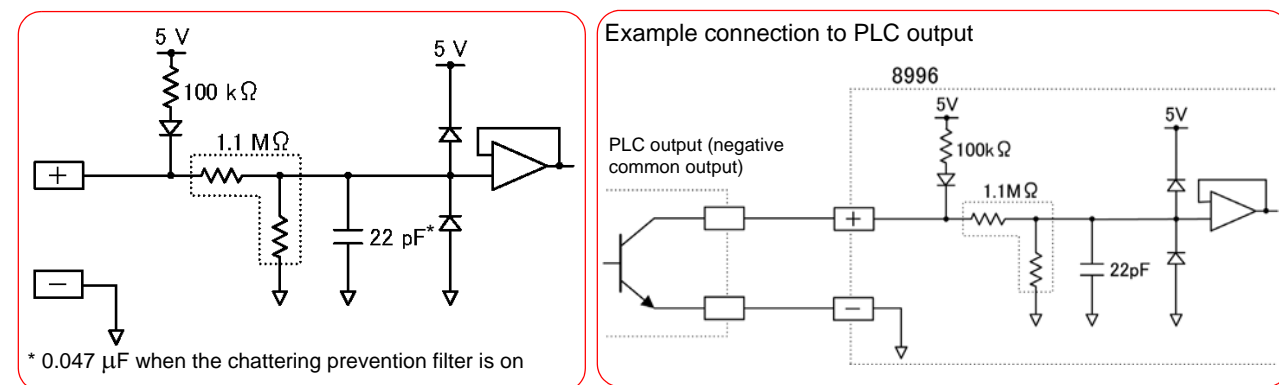 5 V
100 kΩ
1.1 MΩ
5 V
+
22 pF*
−
* 0.047 μF when the chattering prevention filter is on
Example connection to PLC output
8996
PLC output (negative
common output)
5V
100kΩ
1.1MΩ
5V
+
22pF
−